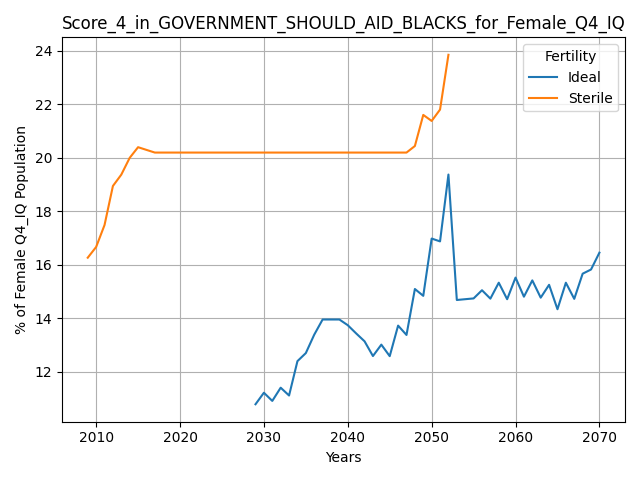 Score_4_in_GOVERNMENT_SHOULD_AID_BLACKS_for_Female_Q4_IQ
Fertility
Ideal
Sterile
% of Female Q4_IQ Population
24
22
20
18
16
14
12
2010 2020 2030 2040 2050 2060 2070
Years